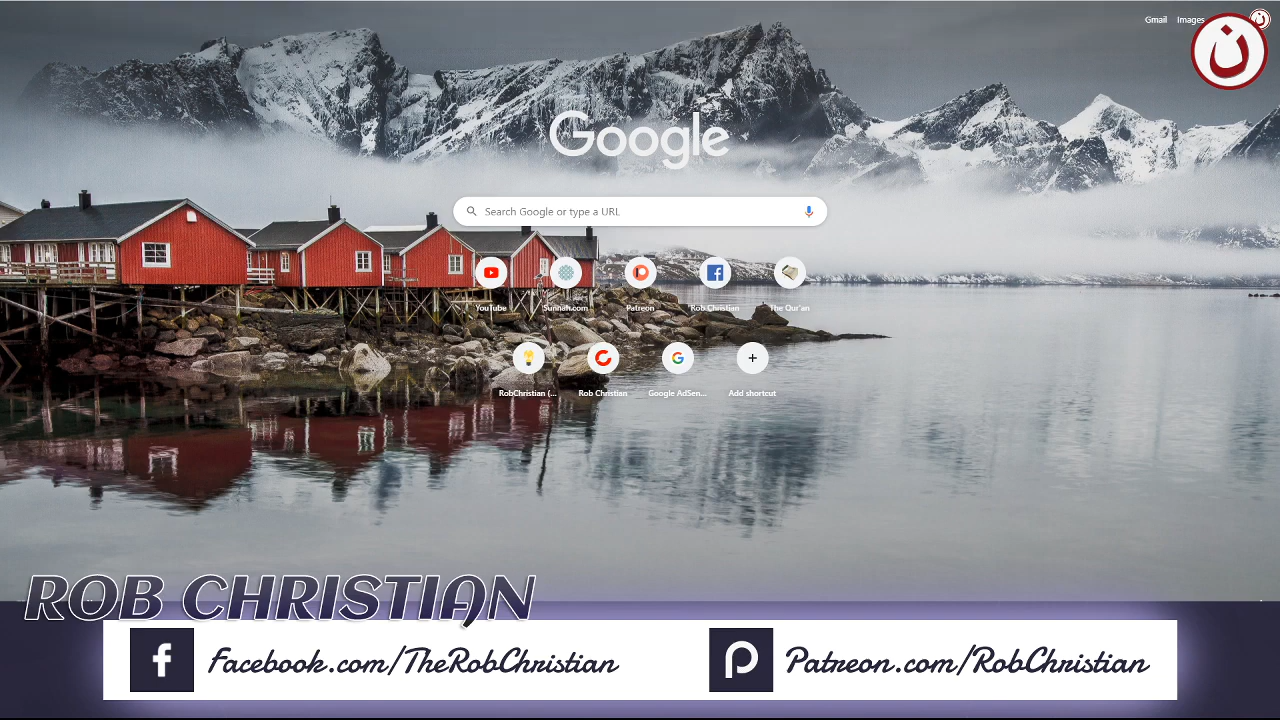 Gmail Images
ن
Google
Search Google or type a URL
YouTube Sunnah.com Patreon Rob Christian The Qur'an
RobChristian (... Rob Christian Google AdSen... Add shortcut
ROB CHRISTIAN
Facebook.com/TheRobChristian
Patreon.com/RobChristian